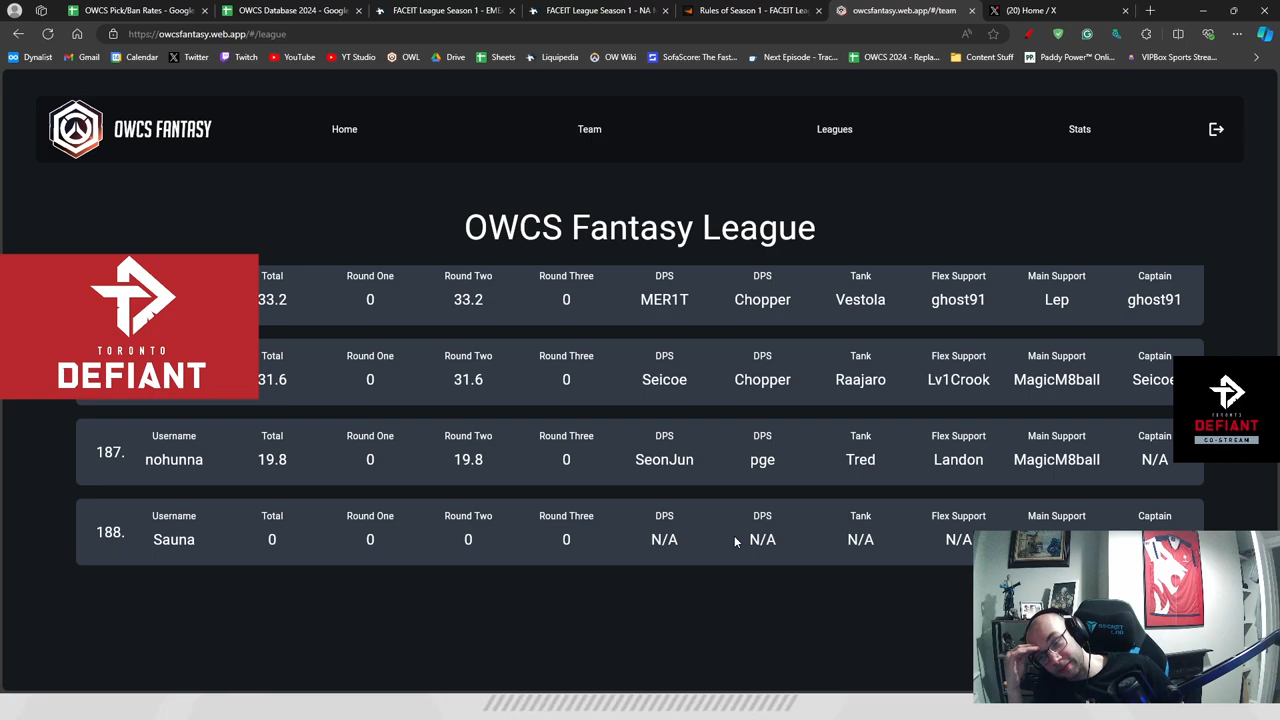 OWCS Pick/Ban Rates - Googl
OWCS Database 2024 - Googl
FACEIT League Season 1 - EME
FACEIT League Season 1 - NA
Rules of Season 1 - FACEIT Lea
owcsfantasy.web.app/#/team
(20) Home / X
https://owcsfantasy.web.app/#/league
Dynalist
Gmail
Calendar
Twitter
Twitch
YouTube
YT Studio
OWL
Drive
Sheets
Liquipedia
OW Wiki
SofaScore: The Fast...
Next Episode - Trac...
OWCS 2024 - Repla...
Content Stuff
Paddy Power™ Onli...
VIPBox Sports Strea...
OWCS FANTASY
Home
Team
Leagues
Stats
OWCS Fantasy League
Total Round One Round Two Round Three DPS DPS Tank Flex Support Main Support Captain
33.2 0 33.2 0 MER1T Chopper Vestola ghost91 Lep ghost91
Total Round One Round Two Round Three DPS DPS Tank Flex Support Main Support Captain
31.6 0 31.6 0 Seicoe Chopper Raajaro Lv1Crook MagicM8ball Seicoe
187.
Username Total Round One Round Two Round Three DPS DPS Tank Flex Support Main Support Captain
nohunna 19.8 0 19.8 0 SeonJun pge Tred Landon MagicM8ball N/A
188.
Username Total Round One Round Two Round Three DPS DPS Tank Flex Support Main Support Captain
Sauna 0 0 0 0 N/A N/A N/A N/A
TORONTO
DEFIANT
TORONTO
DEFIANT
CO-STREAM